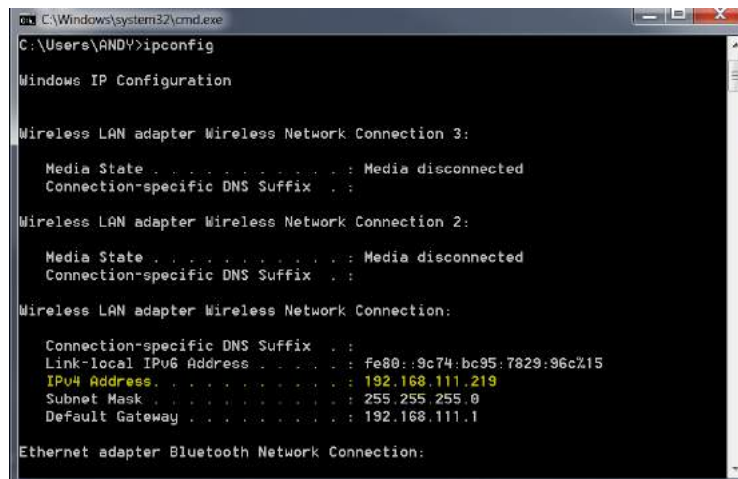 C:\Windows\system32\cmd.exe
C:\Users\ANDY>ipconfig
Windows IP Configuration
Wireless LAN adapter Wireless Network Connection 3:
Media State . . . . . . . . . . . : Media disconnected
Connection-specific DNS Suffix . :
Wireless LAN adapter Wireless Network Connection 2:
Media State . . . . . . . . . . . : Media disconnected
Connection-specific DNS Suffix . :
Wireless LAN adapter Wireless Network Connection:
Connection-specific DNS Suffix . :
Link-local IPv6 Address . . . . . : fe80::9c74:bc95:7829:96c%15
IPv4 Address. . . . . . . . . . . : 192.168.111.219
Subnet Mask . . . . . . . . . . . : 255.255.255.0
Default Gateway . . . . . . . . . : 192.168.111.1
Ethernet adapter Bluetooth Network Connection: